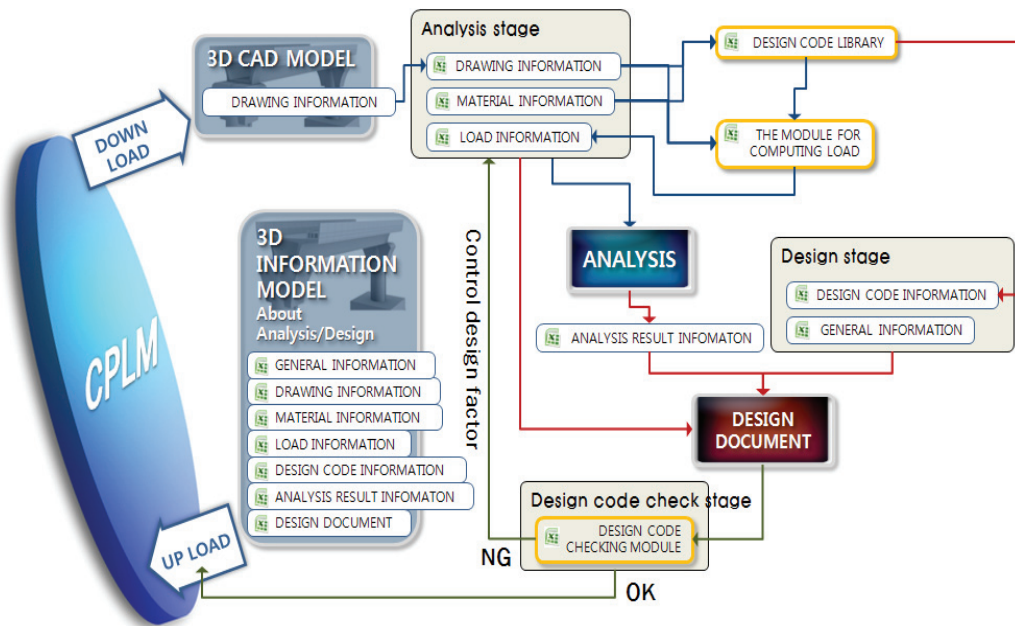 CPLM
DOWN
LOAD
UP LOAD
3D CAD MODEL
DRAWING INFORMATION
Analysis stage
DRAWING INFORMATION
MATERIAL INFORMATION
LOAD INFORMATION
DESIGN CODE LIBRARY
THE MODULE FOR
COMPUTING LOAD
3D
INFORMATION
MODEL
About
Analysis/Design
GENERAL INFORMATION
DRAWING INFORMATION
MATERIAL INFORMATION
LOAD INFORMATION
DESIGN CODE INFORMATION
ANALYSIS RESULT INFOMATON
DESIGN DOCUMENT
Control design factor
ANALYSIS
ANALYSIS RESULT INFOMATON
Design stage
DESIGN CODE INFORMATION
GENERAL INFORMATION
DESIGN
DOCUMENT
Design code check stage
DESIGN CODE
CHECKING MODULE
NG
OK